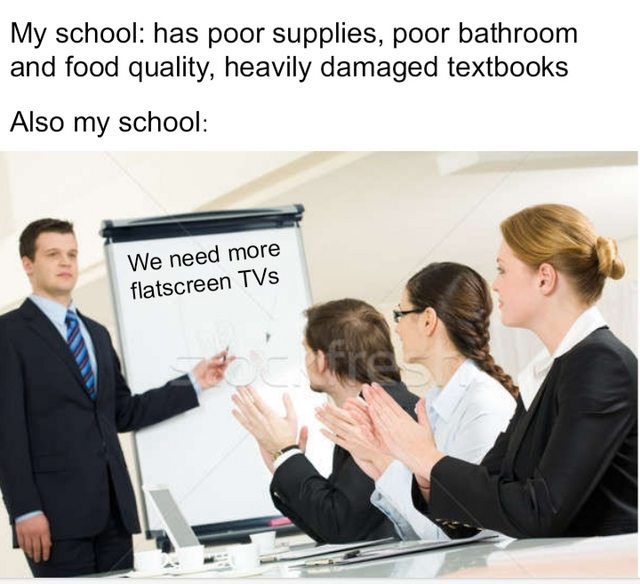 My school: has poor supplies, poor bathroom
and food quality, heavily damaged textbooks
Also my school:
We need more
flatscreen TVs
stockfresh